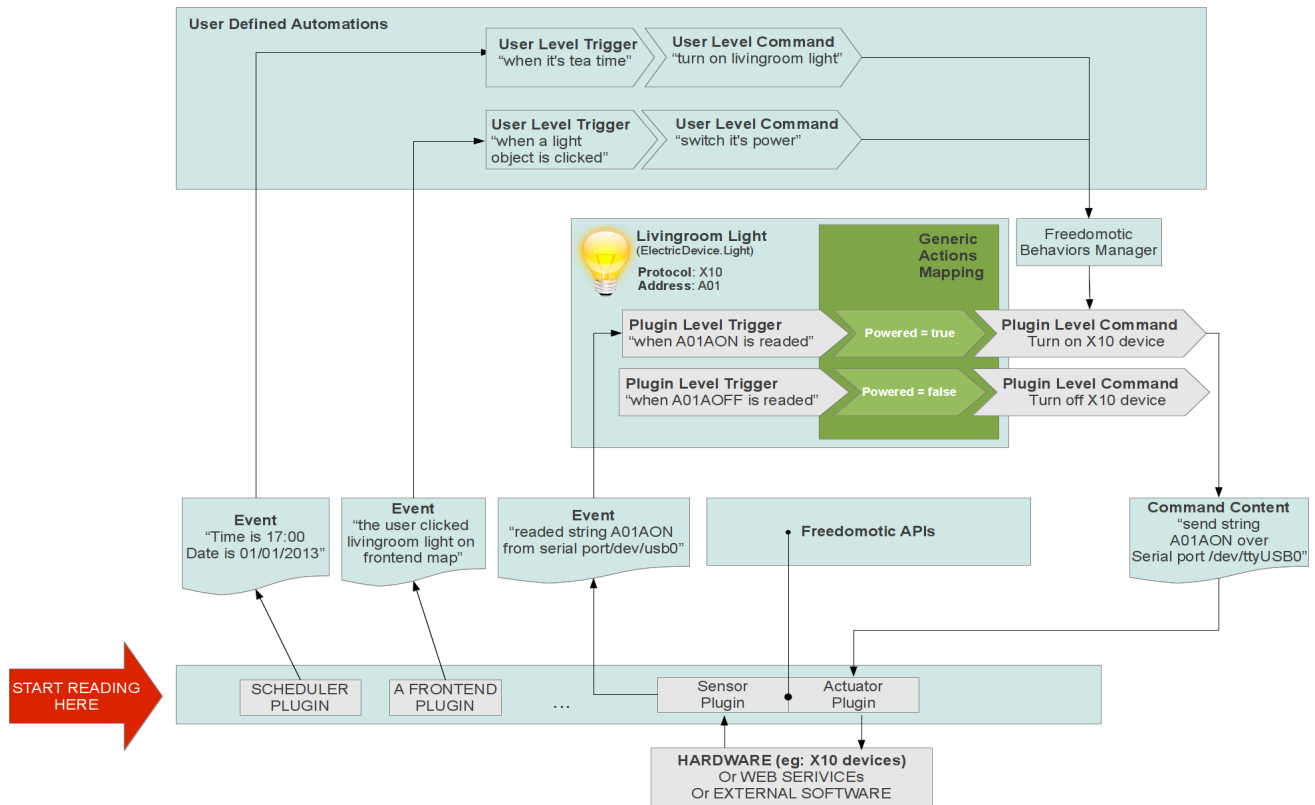 User Defined Automations
User Level Trigger
“when it's tea time”
User Level Command
“turn on livingroom light”
User Level Trigger
“when a light
object is clicked”
User Level Command
“switch it's power”
Livingroom Light
(ElectricDevice.Light)
Protocol: X10
Address: A01
Generic
Actions
Mapping
Freedomotic
Behaviors Manager
Plugin Level Trigger
“when A01AON is readed”
Powered = true
Plugin Level Command
Turn on X10 device
Plugin Level Trigger
“when A01AOFF is readed”
Powered = false
Plugin Level Command
Turn off X10 device
Event
“Time is 17:00
Date is 01/01/2013”
Event
“the user clicked
livingroom light on
frontend map”
Event
“readed string A01AON
from serial port/dev/usb0”
Freedomotic APIs
Command Content
“send string
A01AON over
Serial port /dev/ttyUSB0”
START READING
HERE
SCHEDULER
PLUGIN
A FRONTEND
PLUGIN
...
Sensor
Plugin
Actuator
Plugin
HARDWARE (eg: X10 devices)
Or WEB SERIVICEs
Or EXTERNAL SOFTWARE